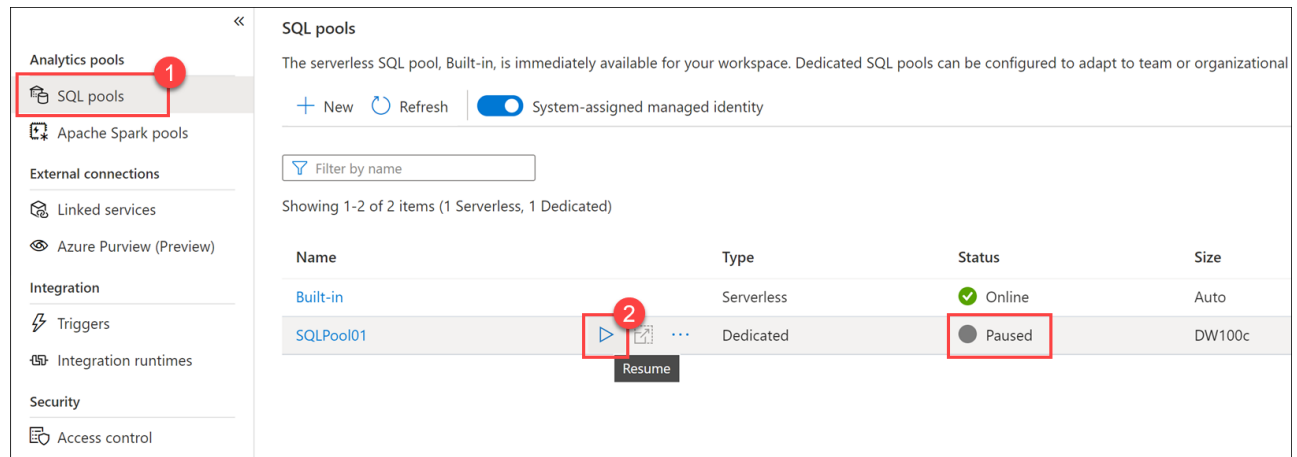 «
Analytics pools
1
SQL pools
Apache Spark pools
External connections
Linked services
Azure Purview (Preview)
Integration
Triggers
Integration runtimes
Security
Access control
SQL pools
The serverless SQL pool, Built-in, is immediately available for your workspace. Dedicated SQL pools can be configured to adapt to team or organizational
New Refresh System-assigned managed identity
Filter by name
Showing 1-2 of 2 items (1 Serverless, 1 Dedicated)
Name Type Status Size
Built-in Serverless Online Auto
2
SQLPool01 ... Dedicated Paused DW100c
Resume